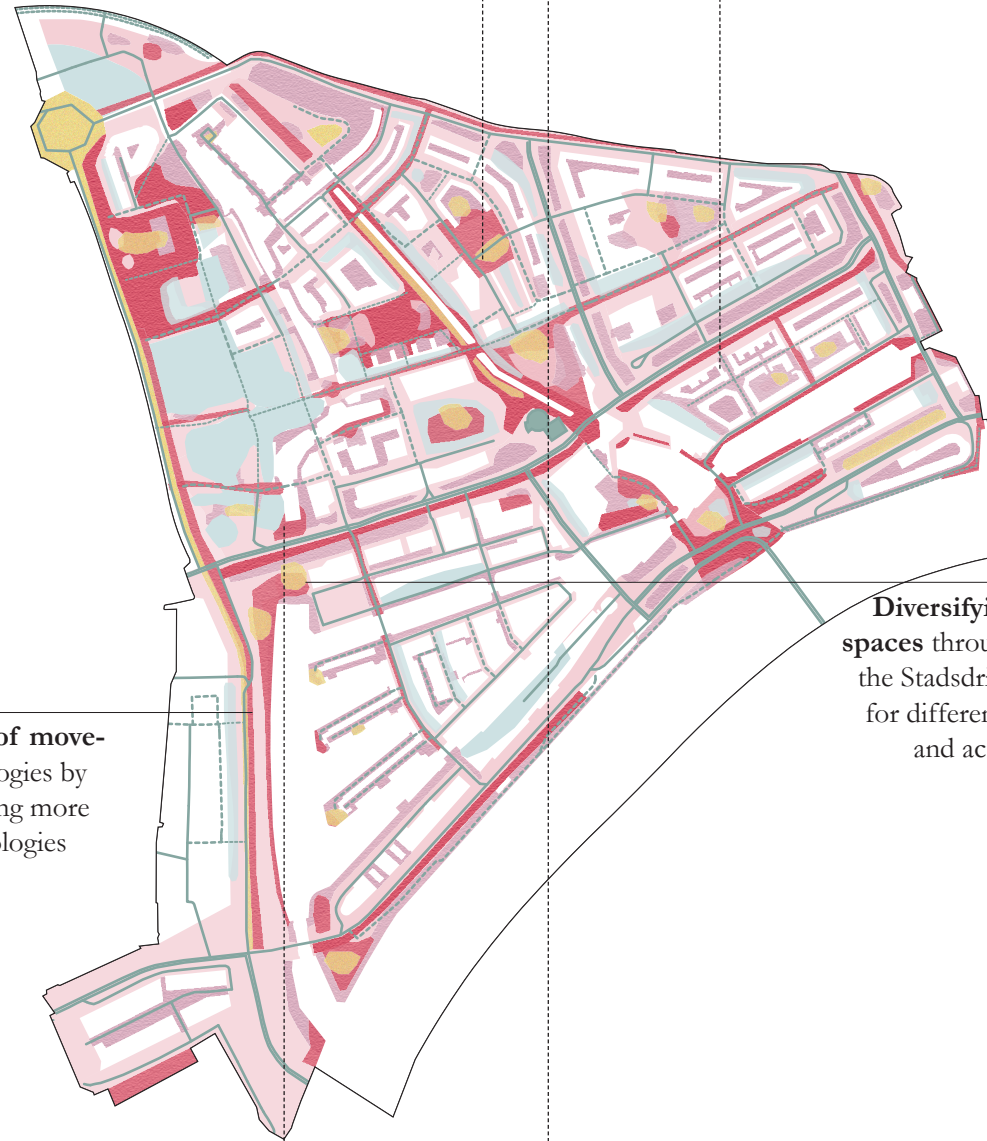 of move-
ogies by
ng more
ologies
Diversifyi
spaces throu
the Stadsdri
for differen
and ac